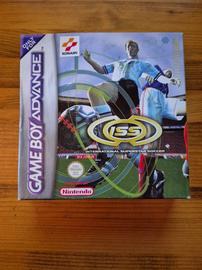 KONAMI
GAME BOY ADVANCE
ISS
INTERNATIONAL SUPERSTAR SOCCER
Nintendo